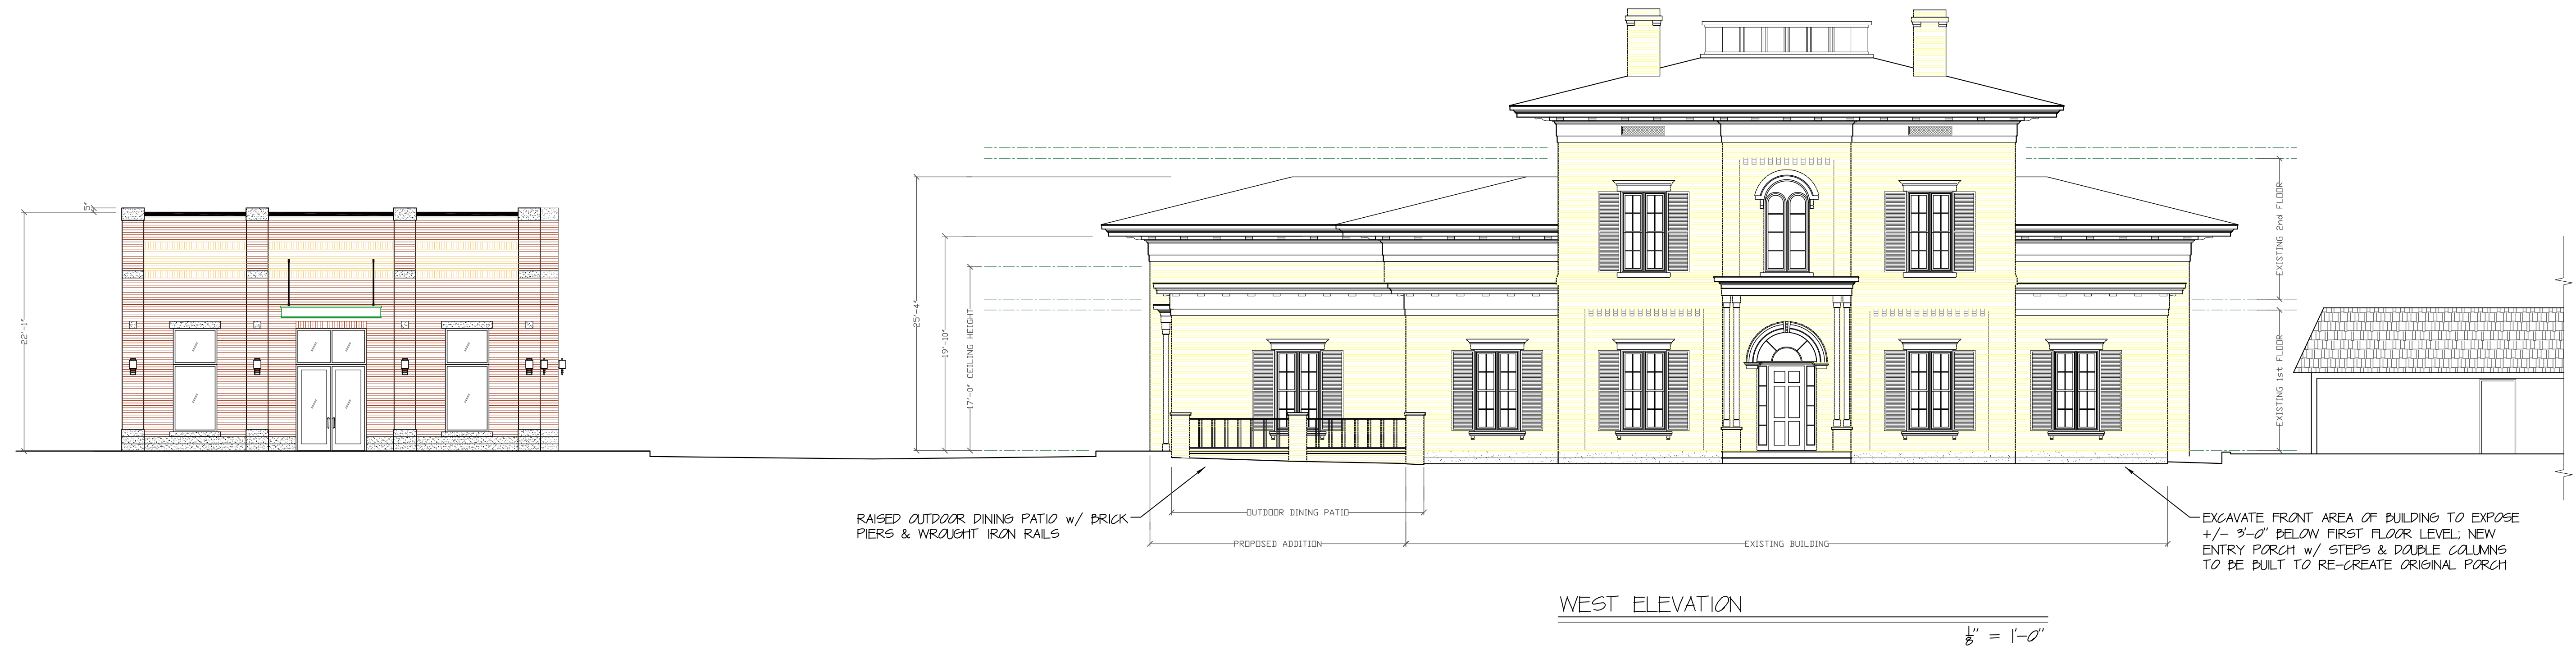 5"
22'-1"
25'-4"
19'-10"
17'-0" CEILING HEIGHT
EXISTING 2nd FLOOR
EXISTING 1st FLOOR
RAISED OUTDOOR DINING PATIO w/ BRICK
PIERS & WROUGHT IRON RAILS
OUTDOOR DINING PATIO
PROPOSED ADDITION
EXISTING BUILDING
EXCAVATE FRONT AREA OF BUILDING TO EXPOSE
+/- 3'-0" BELOW FIRST FLOOR LEVEL; NEW
ENTRY PORCH w/ STEPS & DOUBLE COLUMNS
TO BE BUILT TO RE-CREATE ORIGINAL PORCH
WEST ELEVATION
1/8" = 1'-0"